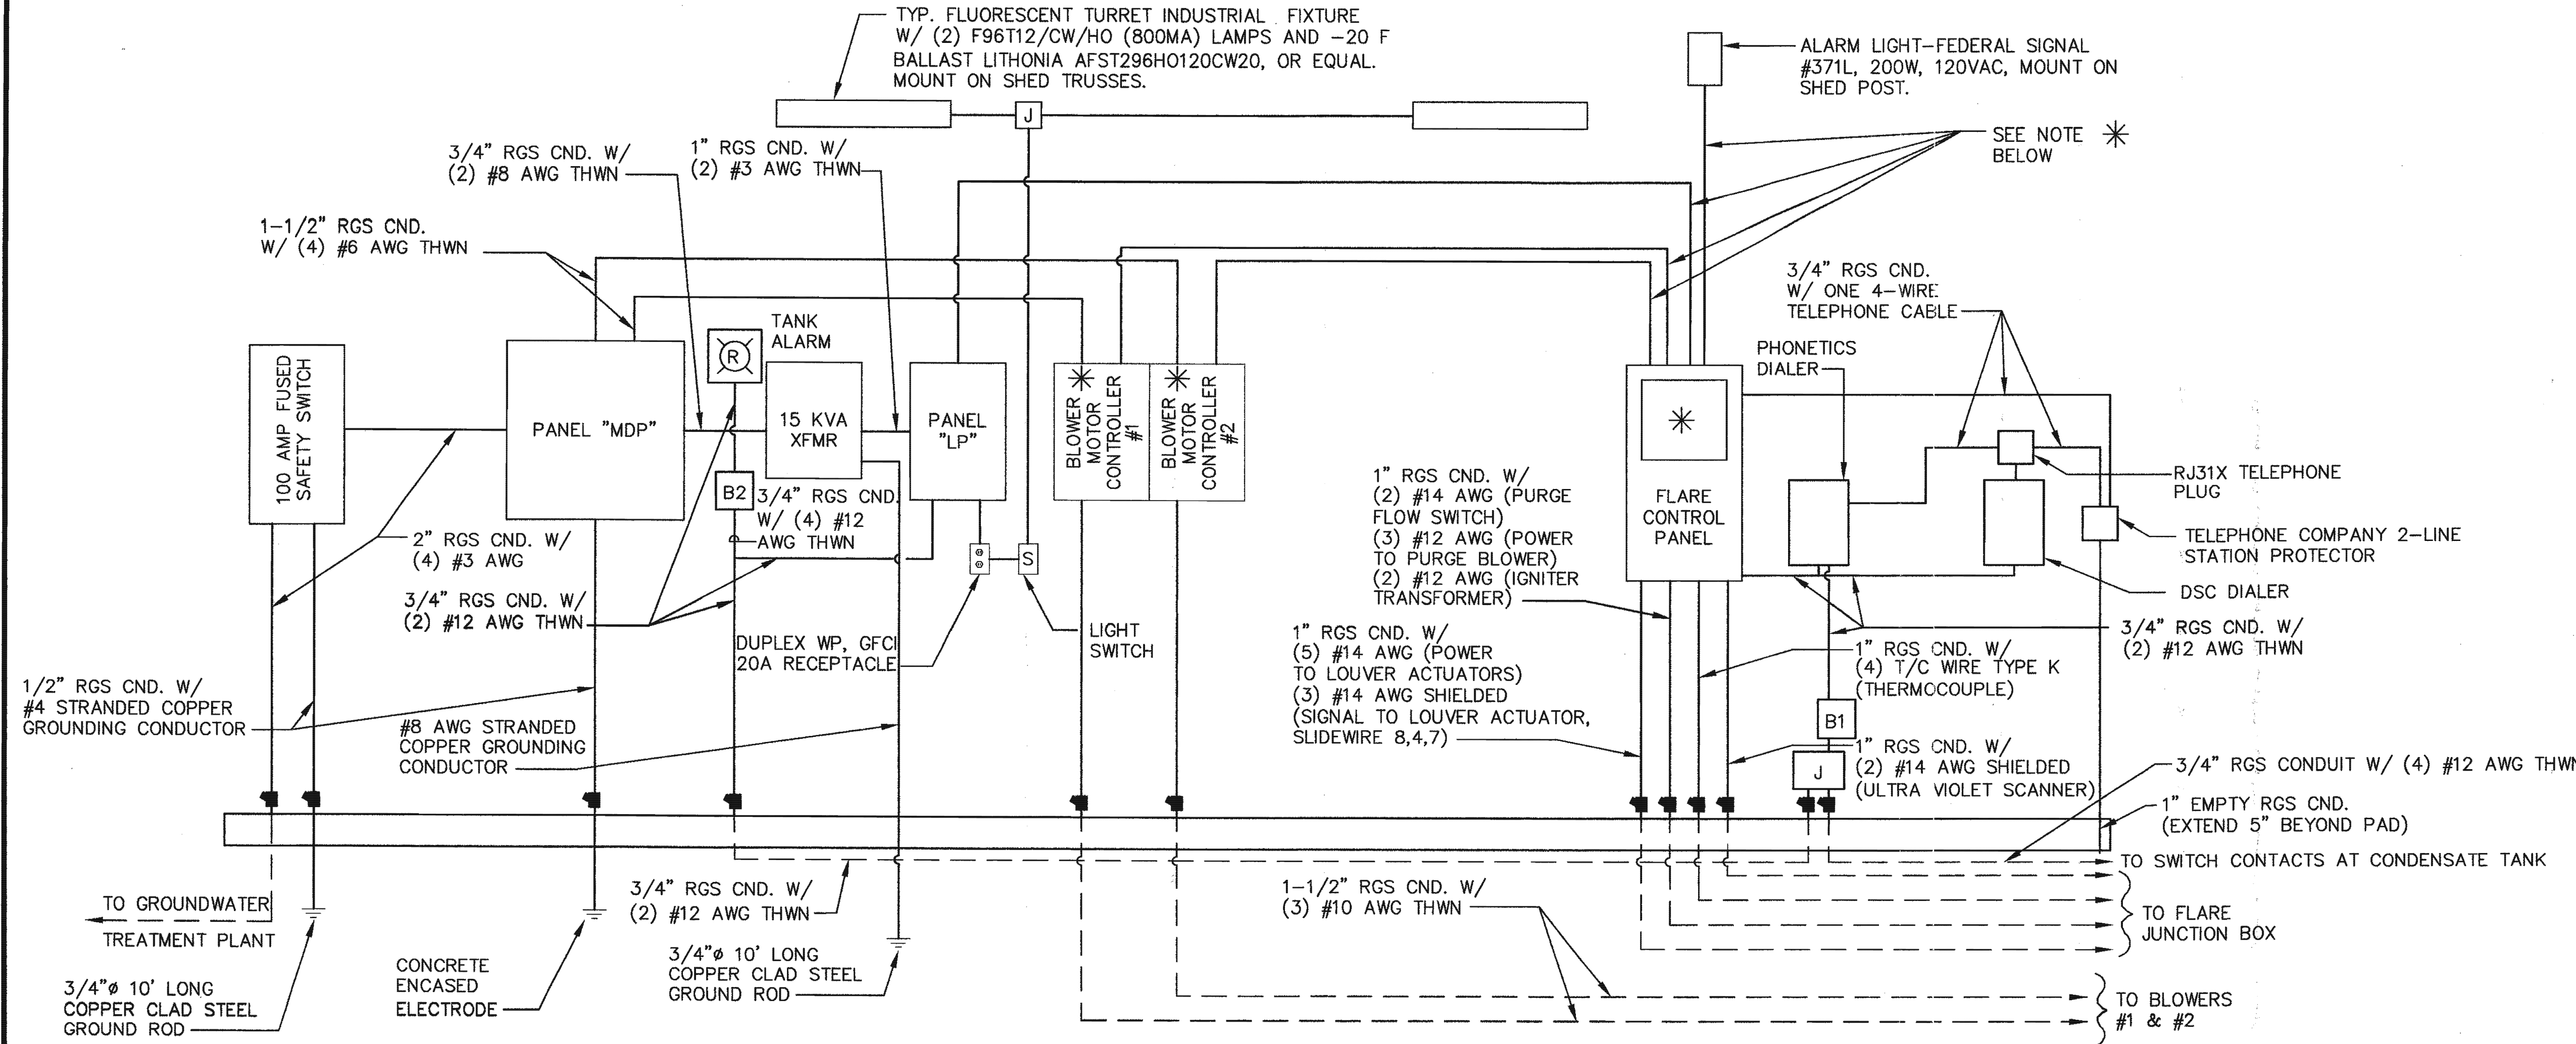 TYP. FLUORESCENT TURRET INDUSTRIAL FIXTURE
W/ (2) F96T12/CW/HO (800MA) LAMPS AND -20 F
BALLAST LITHONIA AFST296HO120CW20, OR EQUAL.
MOUNT ON SHED TRUSSES.
ALARM LIGHT-FEDERAL SIGNAL
#371L, 200W, 120VAC, MOUNT ON
SHED POST.
J
SEE NOTE *
BELOW
3/4" RGS CND. W/
(2) #8 AWG THWN
1" RGS CND. W/
(2) #3 AWG THWN
1-1/2" RGS CND.
W/ (4) #6 AWG THWN
3/4" RGS CND.
W/ ONE 4-WIRE
TELEPHONE CABLE
100 AMP FUSED
SAFETY SWITCH
PANEL "MDP"
TANK
ALARM
R
15 KVA
XFMR
PANEL
"LP"
* BLOWER
MOTOR
CONTROLLER
#1
* BLOWER
MOTOR
CONTROLLER
#2
*
FLARE
CONTROL
PANEL
PHONETICS
DIALER
RJ31X TELEPHONE
PLUG
TELEPHONE COMPANY 2-LINE
STATION PROTECTOR
DSC DIALER
3/4" RGS CND. W/
(2) #12 AWG THWN
B2
3/4" RGS CND.
W/ (4) #12
AWG THWN
S
2" RGS CND. W/
(4) #3 AWG
3/4" RGS CND. W/
(2) #12 AWG THWN
DUPLEX WP, GFCI
20A RECEPTACLE
LIGHT
SWITCH
1" RGS CND. W/
(2) #14 AWG (PURGE
FLOW SWITCH)
(3) #12 AWG (POWER
TO PURGE BLOWER)
(2) #12 AWG (IGNITER
TRANSFORMER)
1" RGS CND. W/
(5) #14 AWG (POWER
TO LOUVER ACTUATORS)
(3) #14 AWG SHIELDED
(SIGNAL TO LOUVER ACTUATOR,
SLIDEWIRE 8,4,7)
1" RGS CND. W/
(4) T/C WIRE TYPE K
(THERMOCOUPLE)
B1
J
1" RGS CND. W/
(2) #14 AWG SHIELDED
(ULTRA VIOLET SCANNER)
1/2" RGS CND. W/
#4 STRANDED COPPER
GROUNDING CONDUCTOR
#8 AWG STRANDED
COPPER GROUNDING
CONDUCTOR
3/4" RGS CONDUIT W/ (4) #12 AWG THWN
1" EMPTY RGS CND.
(EXTEND 5" BEYOND PAD)
TO SWITCH CONTACTS AT CONDENSATE TANK
TO GROUNDWATER
TREATMENT PLANT
3/4" RGS CND. W/
(2) #12 AWG THWN
1-1/2" RGS CND. W/
(3) #10 AWG THWN
TO FLARE
JUNCTION BOX
3/4"ø 10' LONG
COPPER CLAD STEEL
GROUND ROD
CONCRETE
ENCASED
ELECTRODE
3/4"ø 10' LONG
COPPER CLAD STEEL
GROUND ROD
TO BLOWERS
#1 & #2